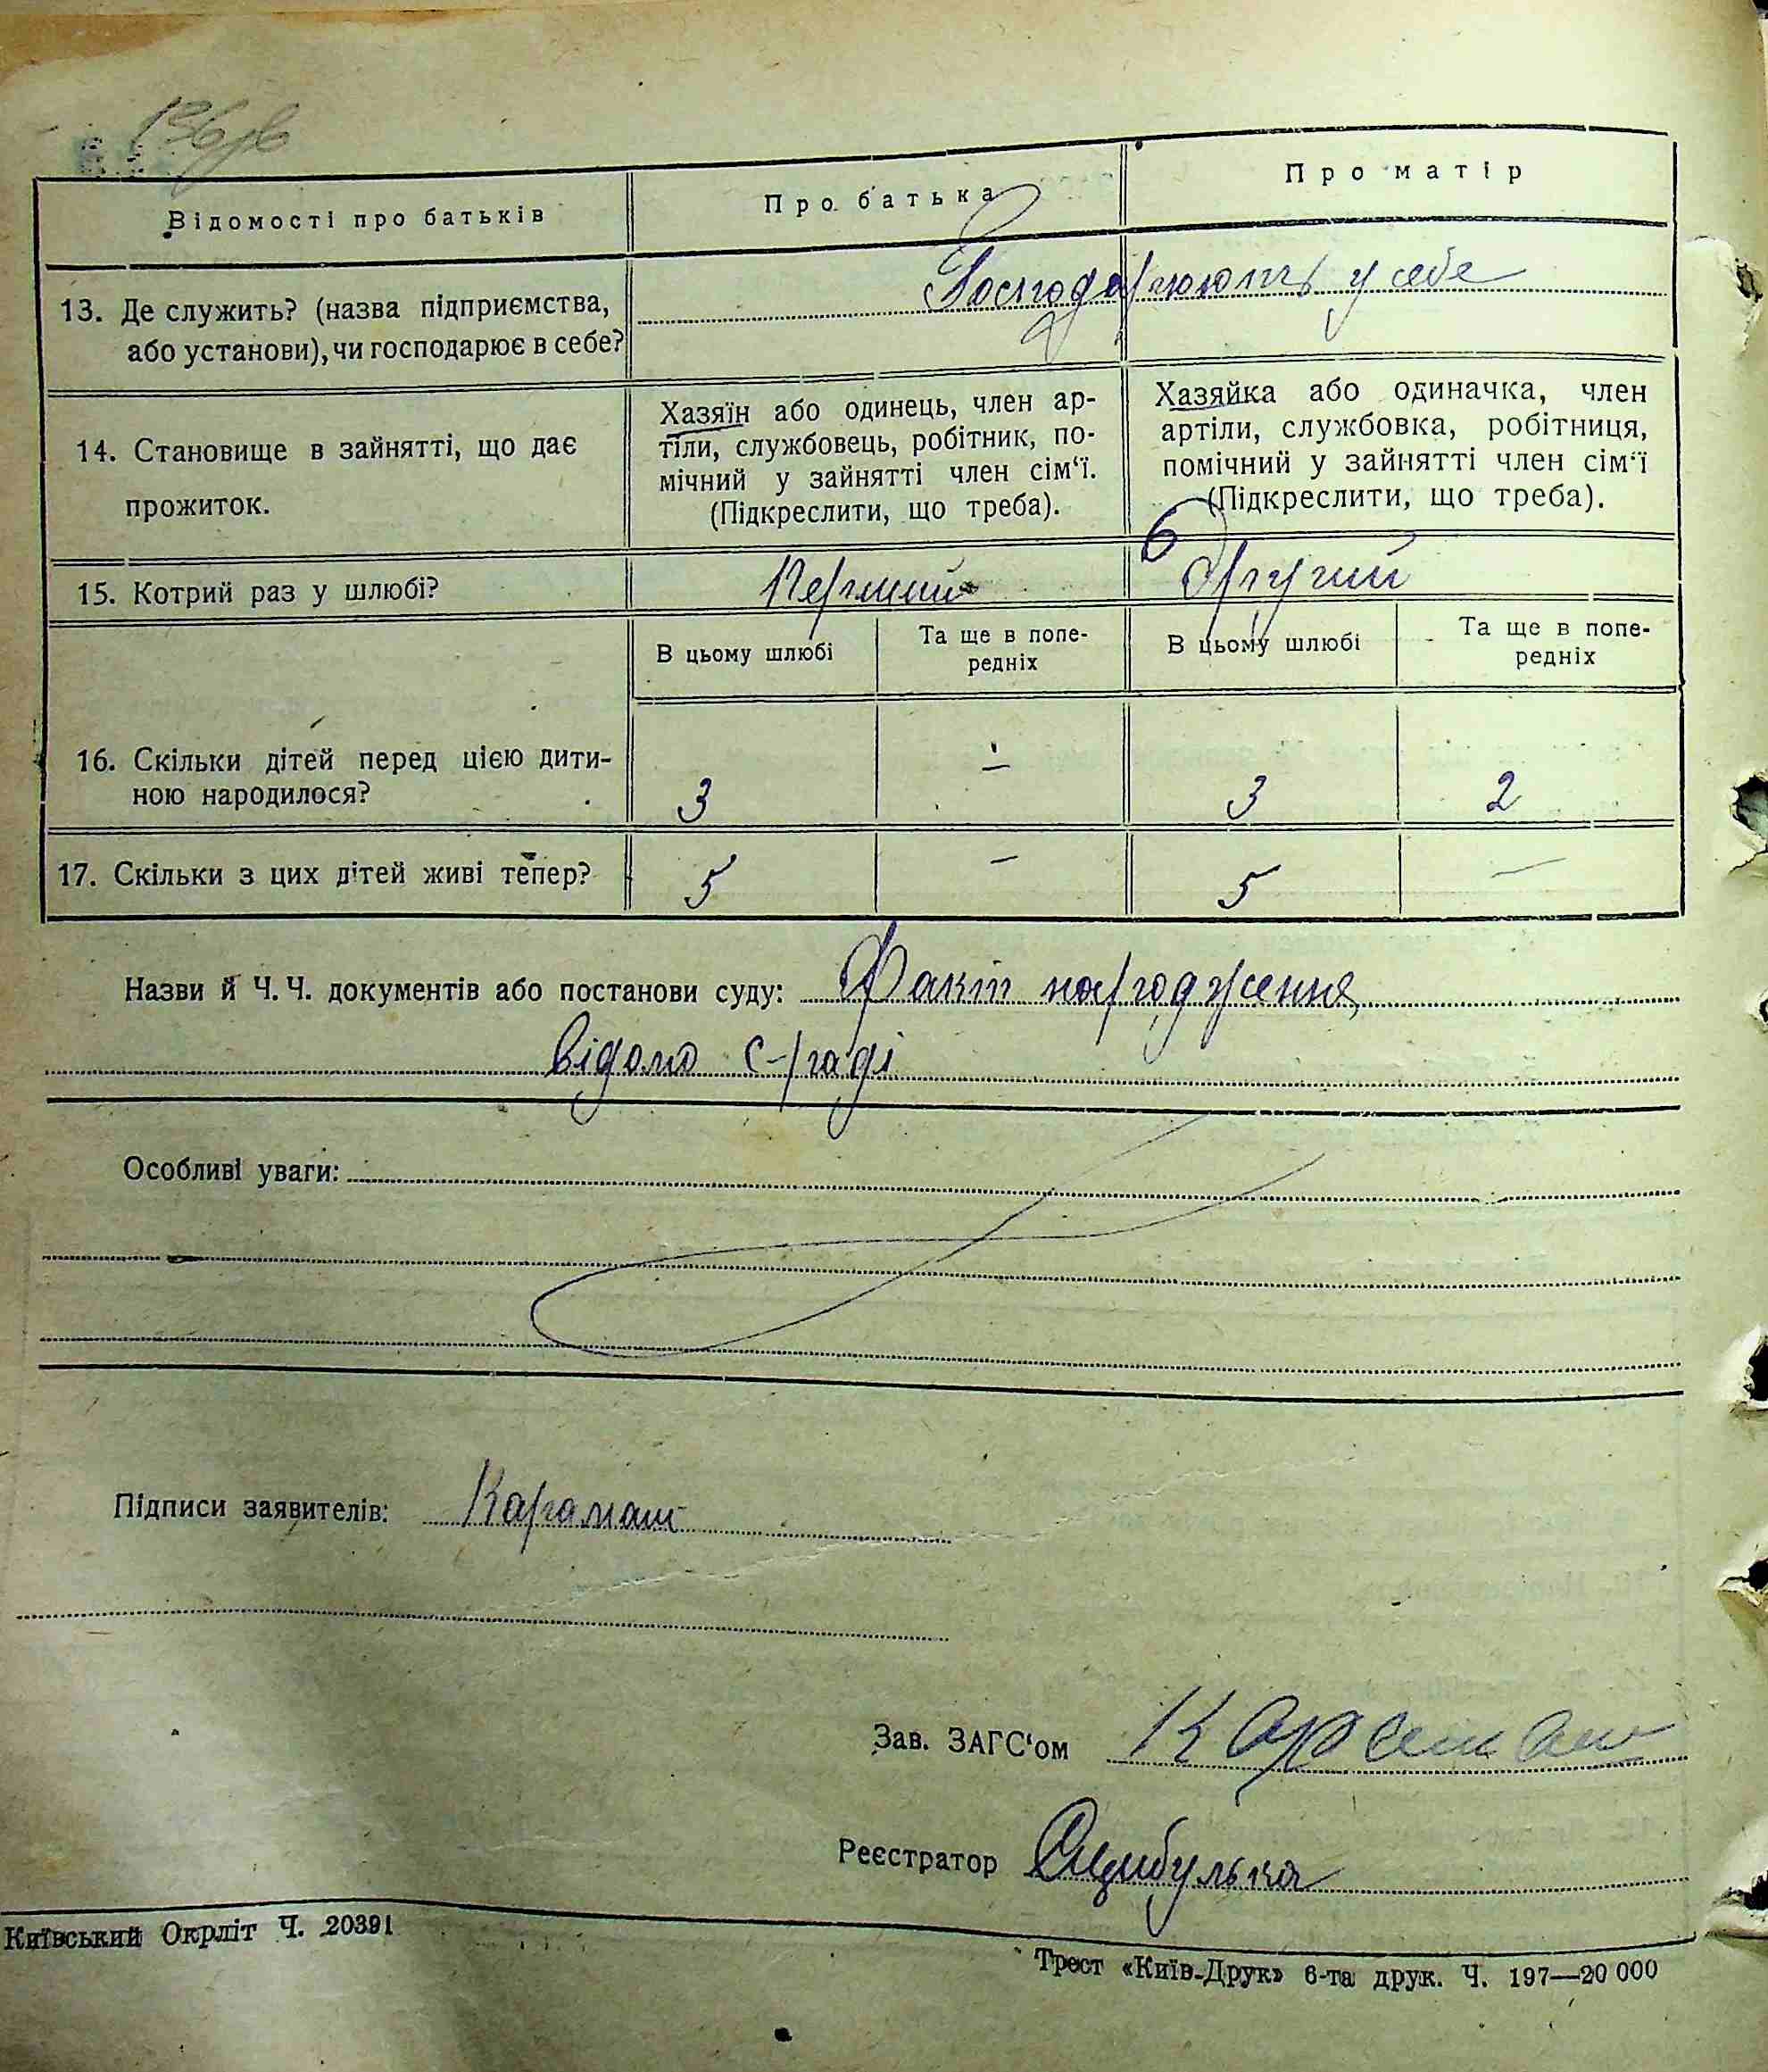 136 зв
Відомості про батьків
Про батька
Про матір
13. Де служить? (назва підприємства,
або установи), чи господарює в себе?
Господарюють у себе
14. Становище в зайнятті, що дає
прожиток.
Хазяїн або одинець, член ар-
тіли, службовець, робітник, по-
мічний у зайнятті член сім'ї.
(Підкреслити, що треба).
Хазяйка або одиначка, член
артіли, службовка, робітниця,
помічний у зайнятті член сім'ї
(Підкреслити, що треба).
15. Котрий раз у шлюбі?
Перший
другий
В цьому шлюбі
Та ще в попе-
редніх
В цьому шлюбі
Та ще в попе-
редніх
16. Скільки дітей перед цією дити-
ною народилося?
3
—
3
2
17. Скільки з цих дітей живі тепер?
5
—
5
—
Назви й Ч. Ч. документів або постанови суду: Факт народження
відомо с-раді
Особливі уваги:
Підписи заявителів: Карамаш
Зав. ЗАГС'ом Карамаш
Реєстратор
Київський Окрліт Ч. 20391
Трест «Київ-Друк» 6-та друк. Ч. 197—20 000